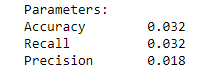 Parameters:
Accuracy 0.032
Recall 0.032
Precision 0.018